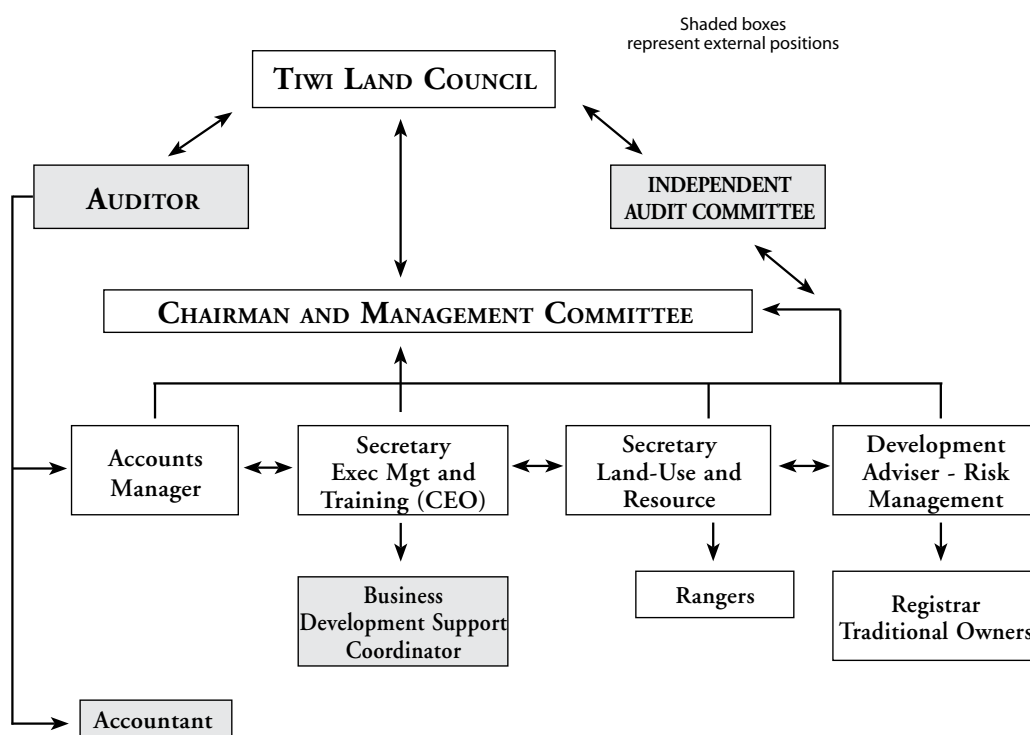 Shaded boxes
represent external positions
Tiwi Land Council
Auditor
INDEPENDENT
AUDIT COMMITTEE
Chairman and Management Committee
Accounts
Manager
Secretary
Exec Mgt and
Training (CEO)
Secretary
Land-Use and
Resource
Development
Adviser - Risk
Management
Business
Development Support
Coordinator
Rangers
Registrar
Traditional Owners
Accountant